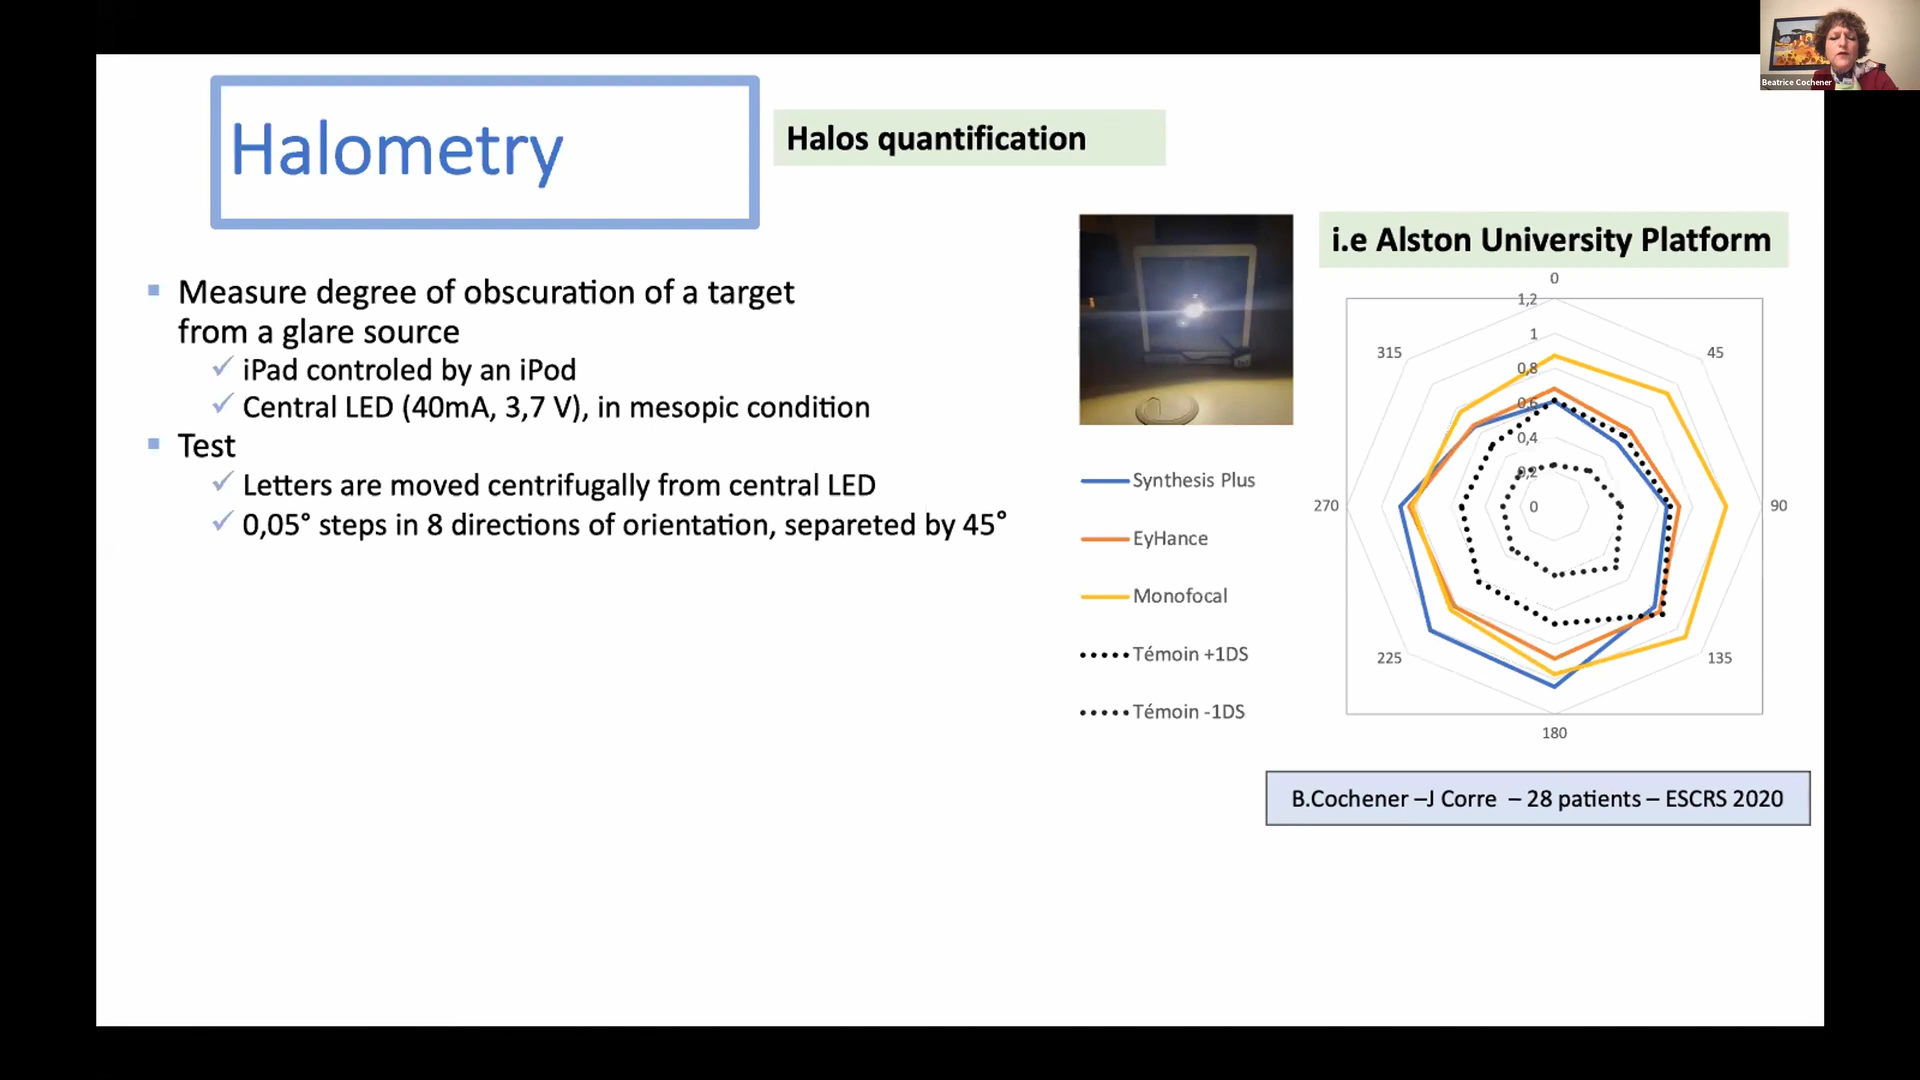 Beatrice Cochener
Halometry
Halos quantification
i.e Alston University Platform
Measure degree of obscuration of a target
from a glare source
iPad controled by an iPod
Central LED (40mA, 3,7 V), in mesopic condition
Test
Letters are moved centrifugally from central LED
0,05° steps in 8 directions of orientation, separeted by 45°
Synthesis Plus
EyHance
Monofocal
Témoin +1DS
Témoin -1DS
0
45
90
135
180
225
270
315
1,2
1
0,8
0,6
0,4
0,2
0
B.Cochener –J Corre – 28 patients – ESCRS 2020